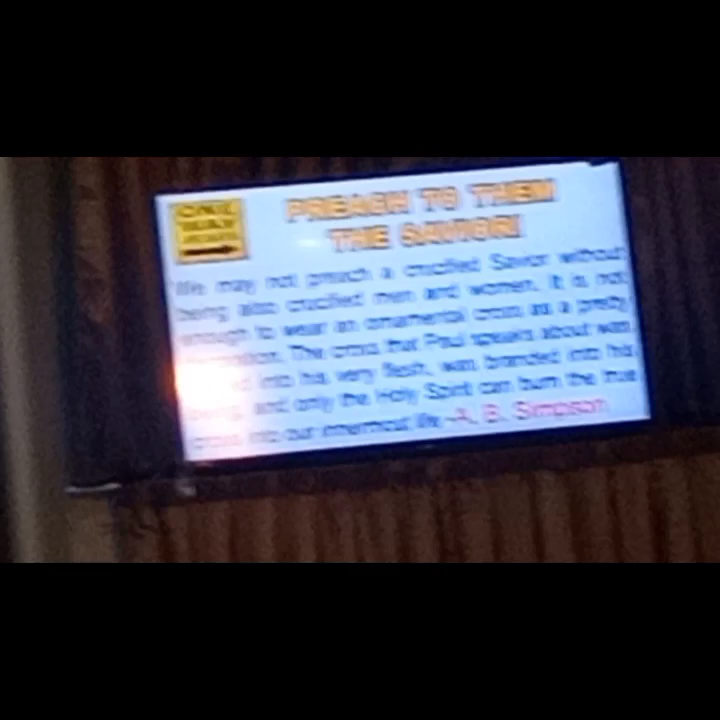 ONE
WAY
PREACH TO THEM
THE SAVIOR!
We may not preach a crucified Savior without
being also crucified men and women. It is not
enough to wear an ornamental cross as a pretty
The cross that Paul speaks about was
into his very flesh, was branded into his
being, and only the Holy Spirit can burn the true
cross into our innermost life. -A. B. Simpson